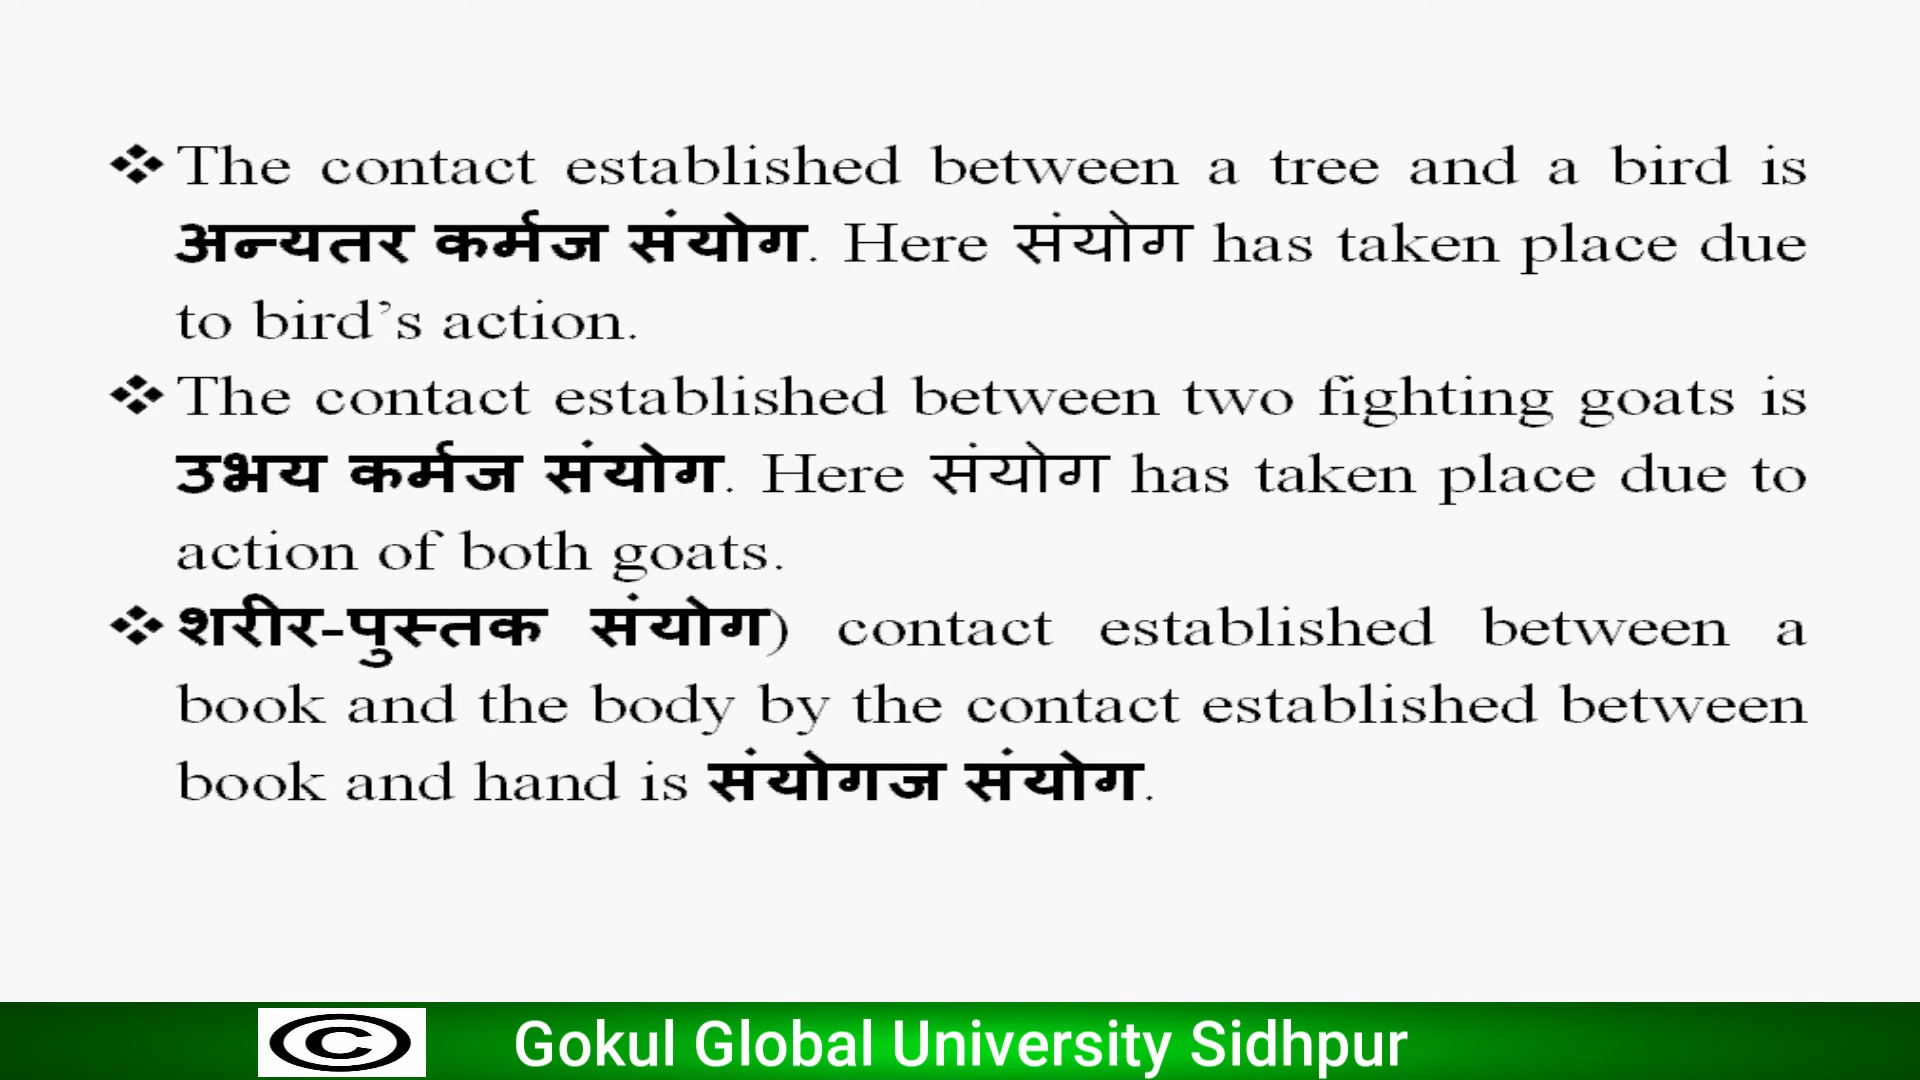 ❖ The contact established between a tree and a bird is
अन्यतर कर्मज संयोग. Here संयोग has taken place due
to bird’s action.
❖ The contact established between two fighting goats is
उभय कर्मज संयोग. Here संयोग has taken place due to
action of both goats.
❖ शरीर-पुस्तक संयोग) contact established between a
book and the body by the contact established between
book and hand is संयोगज संयोग.
© Gokul Global University Sidhpur